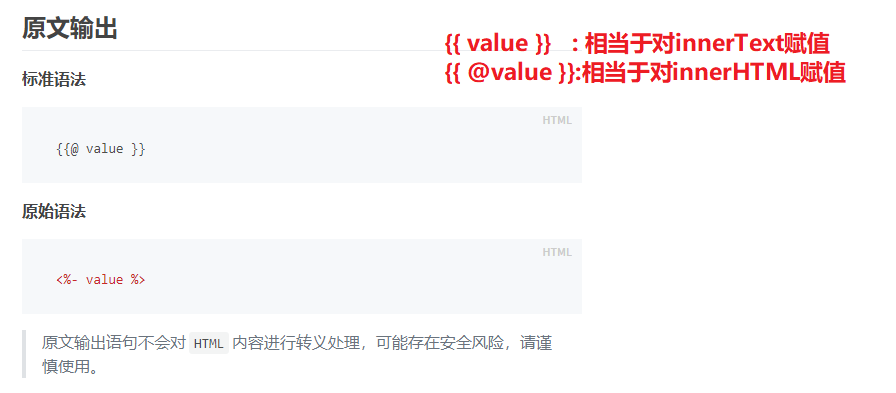 原文输出
{{ value }} : 相当于对innerText赋值
{{ @value }}:相当于对innerHTML赋值
标准语法
HTML
{{@ value }}
原始语法
HTML
<%- value %>
原文输出语句不会对 HTML 内容进行转义处理，可能存在安全风险，请谨
慎使用。